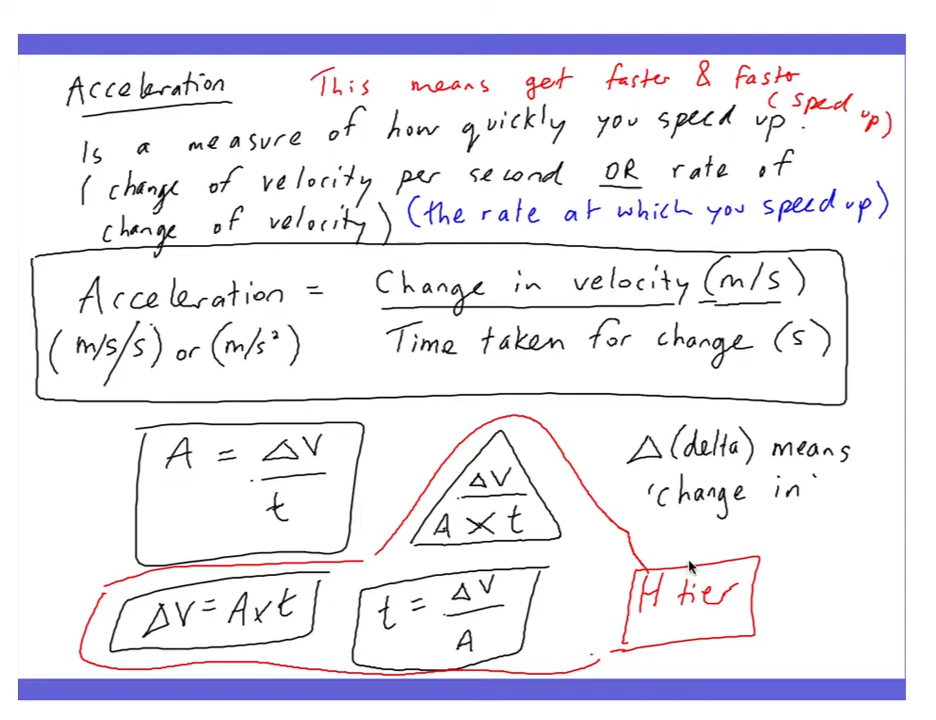 Acceleration This means get faster & faster
(speed up)
Is a measure of how quickly you speed up.
(change of velocity per second OR rate of
change of velocity) (the rate at which you speed up)
Acceleration = Change in velocity (m/s)
(m/s/s) or (m/s²) Time taken for change (s)
A = ΔV / t
ΔV
A x t
Δ(delta) means
'change in'
ΔV = A x t
t = ΔV / A
H tier